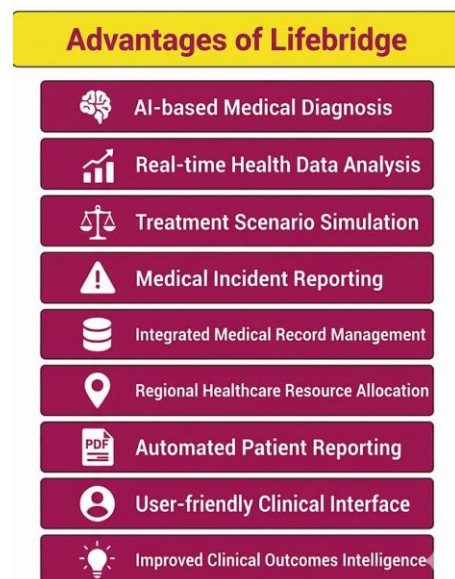 Advantages of Lifebridge
AI-based Medical Diagnosis
Real-time Health Data Analysis
Treatment Scenario Simulation
Medical Incident Reporting
Integrated Medical Record Management
Regional Healthcare Resource Allocation
PDF
Automated Patient Reporting
User-friendly Clinical Interface
Improved Clinical Outcomes Intelligence